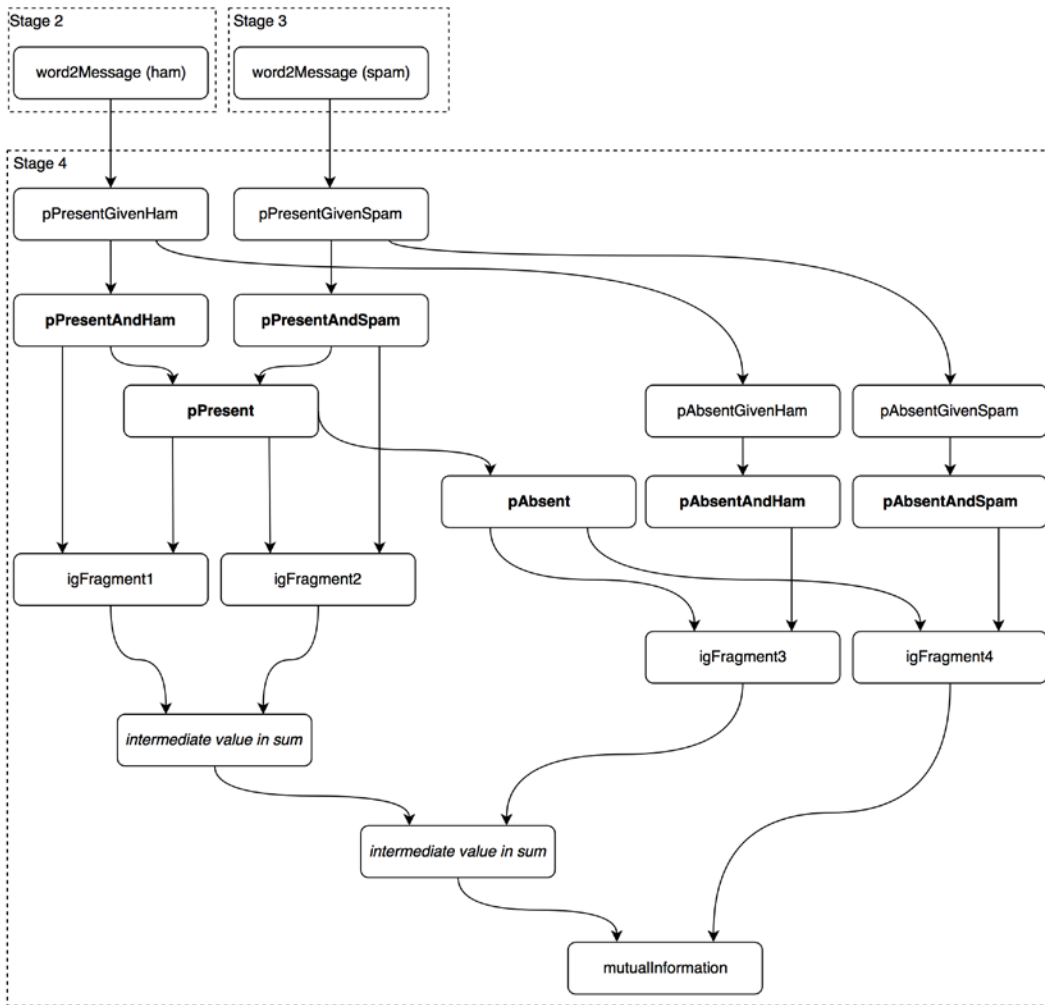 Stage 2
Stage 3
word2Message (ham)
word2Message (spam)
Stage 4
pPresentGivenHam
pPresentGivenSpam
pPresentAndHam
pPresentAndSpam
pPresent
pAbsentGivenHam
pAbsentGivenSpam
pAbsent
pAbsentAndHam
pAbsentAndSpam
igFragment1
igFragment2
igFragment3
igFragment4
intermediate value in sum
intermediate value in sum
mutualInformation